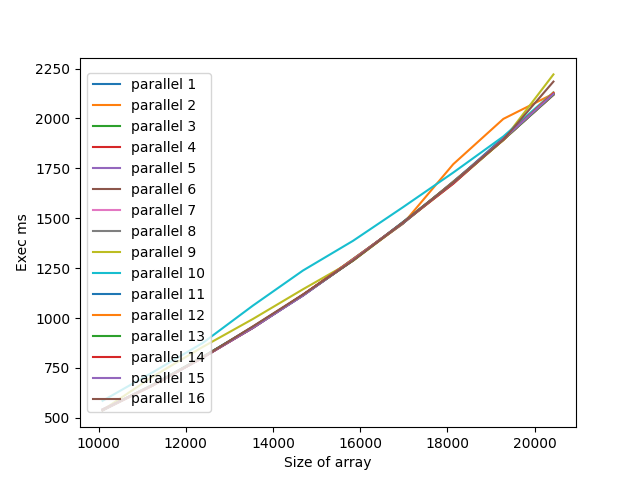 2250
2000
1750
1500
1250
1000
750
500
Exec ms
parallel 1
parallel 2
parallel 3
parallel 4
parallel 5
parallel 6
parallel 7
parallel 8
parallel 9
parallel 10
parallel 11
parallel 12
parallel 13
parallel 14
parallel 15
parallel 16
10000 12000 14000 16000 18000 20000
Size of array